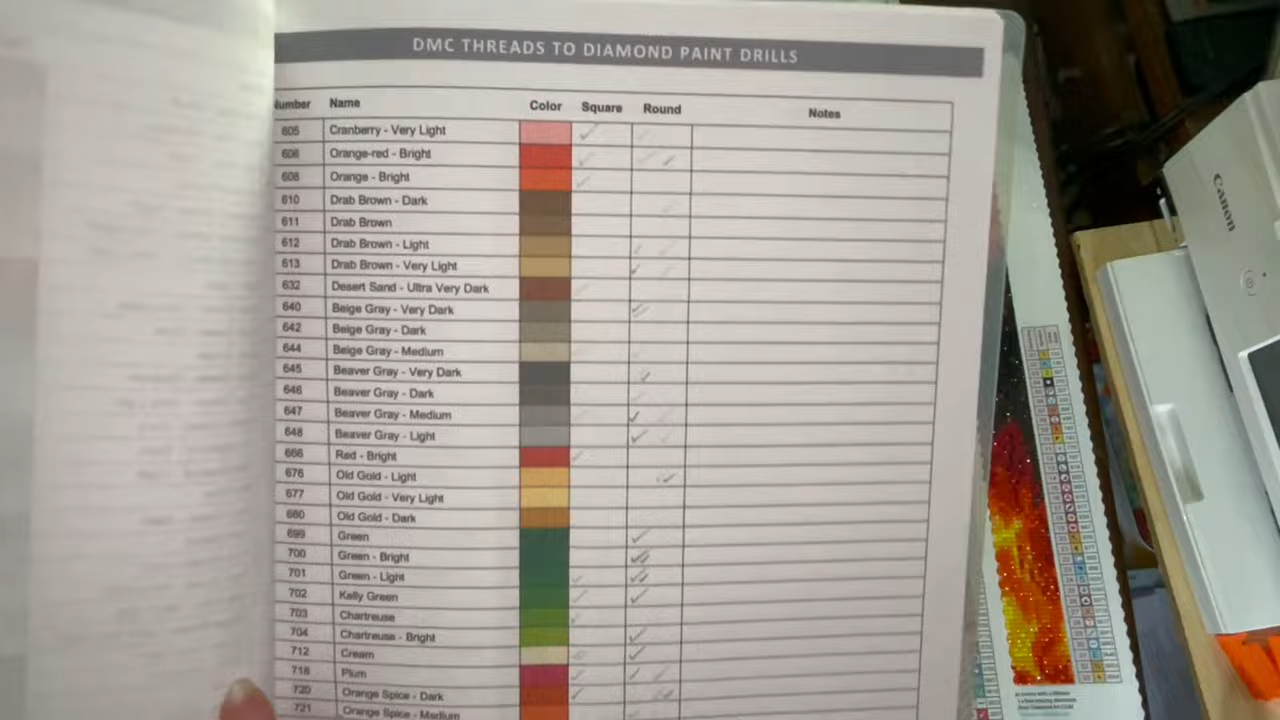 DMC THREADS TO DIAMOND PAINT DRILLS
Number Name Color Square Round Notes
605 Cranberry - Very Light
606 Orange-red - Bright
608 Orange - Bright
610 Drab Brown - Dark
611 Drab Brown
612 Drab Brown - Light
613 Drab Brown - Very Light
632 Desert Sand - Ultra Very Dark
640 Beige Gray - Very Dark
642 Beige Gray - Dark
644 Beige Gray - Medium
645 Beaver Gray - Very Dark
646 Beaver Gray - Dark
647 Beaver Gray - Medium
648 Beaver Gray - Light
666 Red - Bright
676 Old Gold - Light
677 Old Gold - Very Light
680 Old Gold - Dark
699 Green
700 Green - Bright
701 Green - Light
702 Kelly Green
703 Chartreuse
704 Chartreuse - Bright
712 Cream
718 Plum
720 Orange Spice - Dark
721 Orange Spice - Medium
Canon